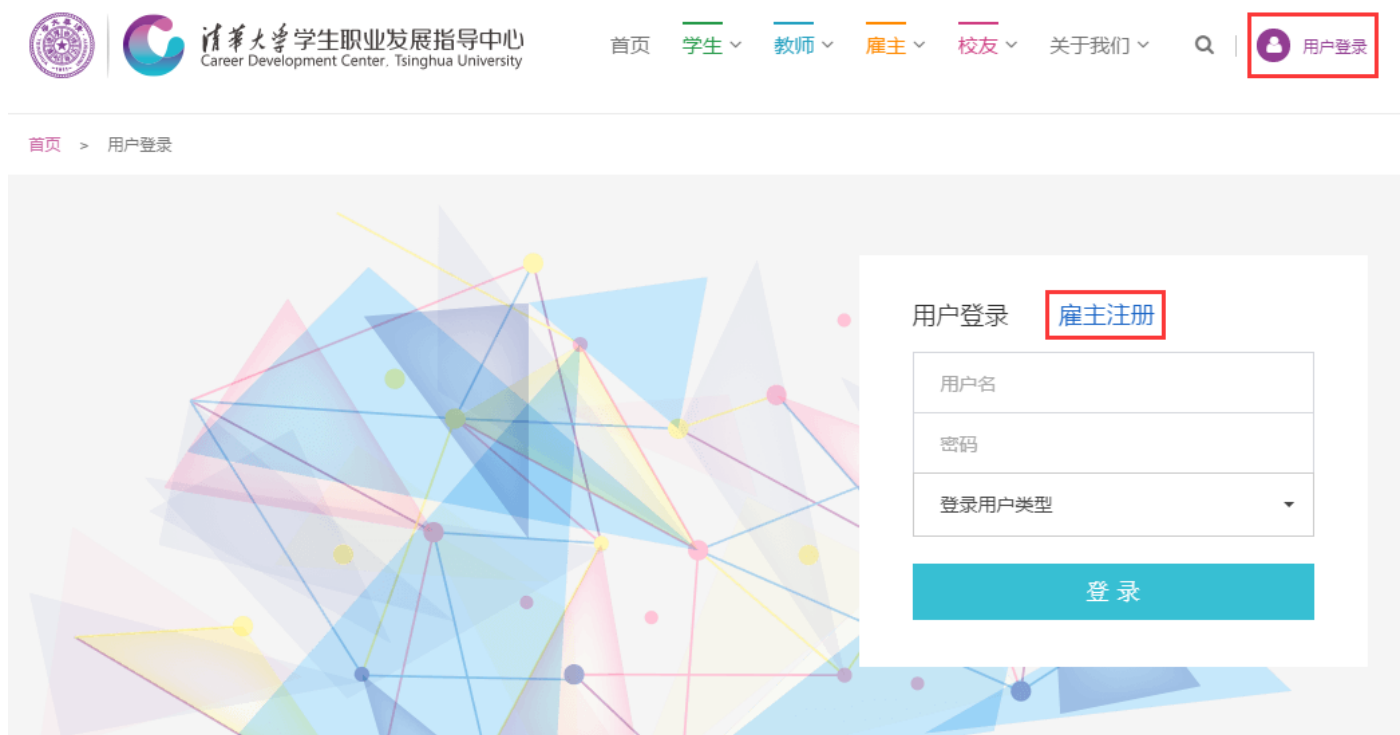 清华大学学生职业发展指导中心
Career Development Center, Tsinghua University
首页 学生 教师 雇主 校友 关于我们 用户登录
首页 > 用户登录
用户登录 雇主注册
用户名
密码
登录用户类型
登 录